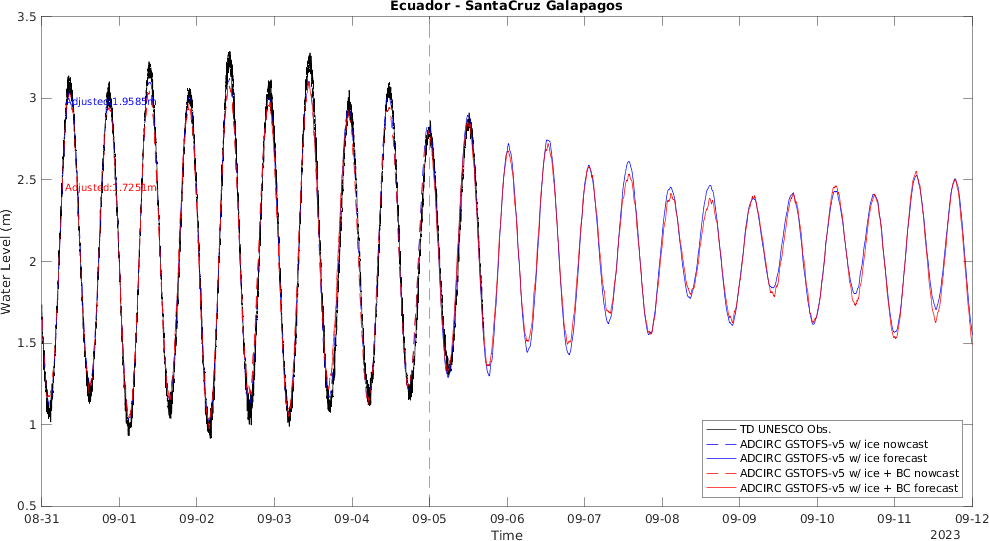 Ecuador - SantaCruz Galapagos
3.5
3
2.5
2
1.5
1
0.5
Water Level (m)
Adjusted:1.9585m
Adjusted:1.7251m
TD UNESCO Obs.
ADCIRC GSTOFS-v5 w/ ice nowcast
ADCIRC GSTOFS-v5 w/ ice forecast
ADCIRC GSTOFS-v5 w/ ice + BC nowcast
ADCIRC GSTOFS-v5 w/ ice + BC forecast
08-31 09-01 09-02 09-03 09-04 09-05 09-06 09-07 09-08 09-09 09-10 09-11 09-12
Time
2023